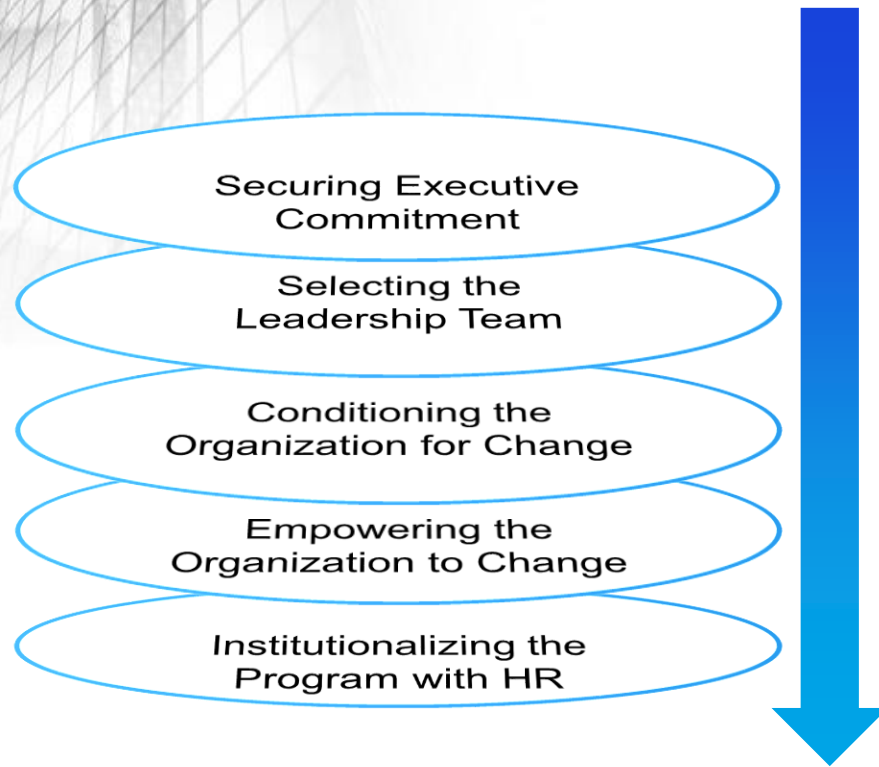 Securing Executive
Commitment
Selecting the
Leadership Team
Conditioning the
Organization for Change
Empowering the
Organization to Change
Institutionalizing the
Program with HR